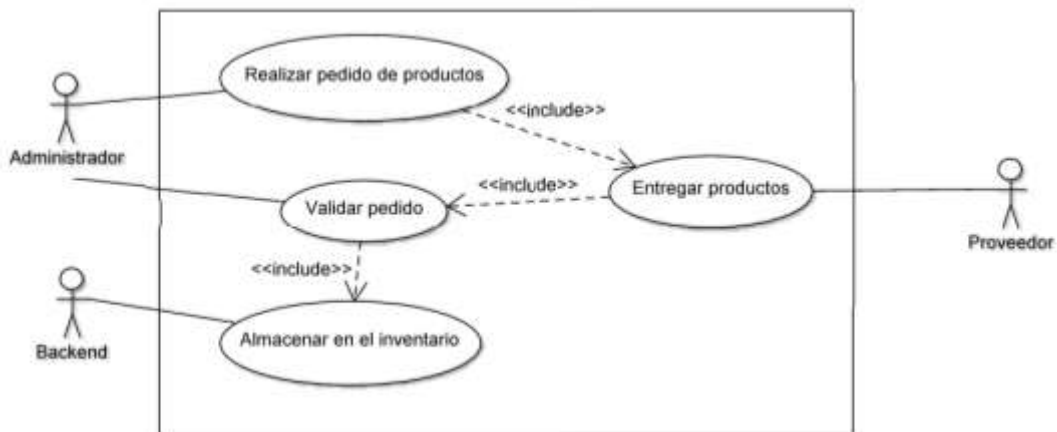 Realizar pedido de productos
<<include>>
Administrador
<<include>>
Entregar productos
Validar pedido
Proveedor
<<include>>
Almacenar en el inventario
Backend